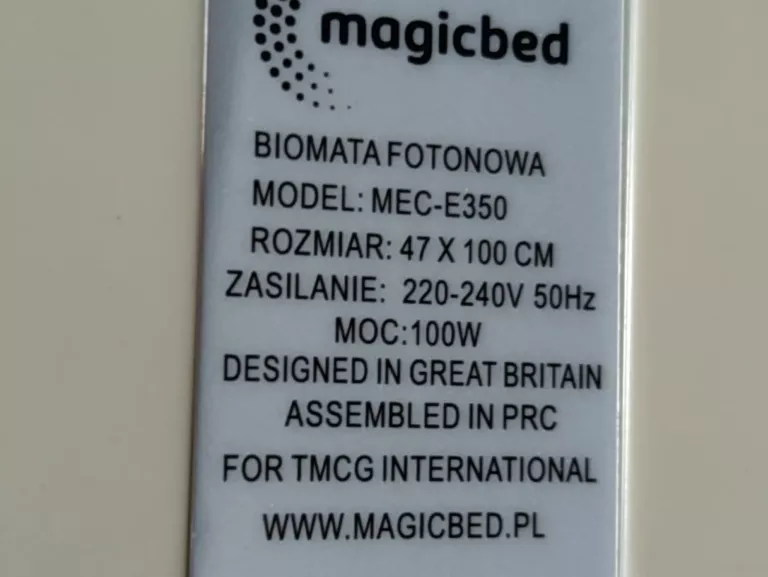 magicbed
BIOMATA FOTONOWA
MODEL: MEC-E350
ROZMIAR: 47 X 100 CM
ZASILANIE: 220-240V 50Hz
MOC:100W
DESIGNED IN GREAT BRITAIN
ASSEMBLED IN PRC
FOR TMCG INTERNATIONAL
WWW.MAGICBED.PL